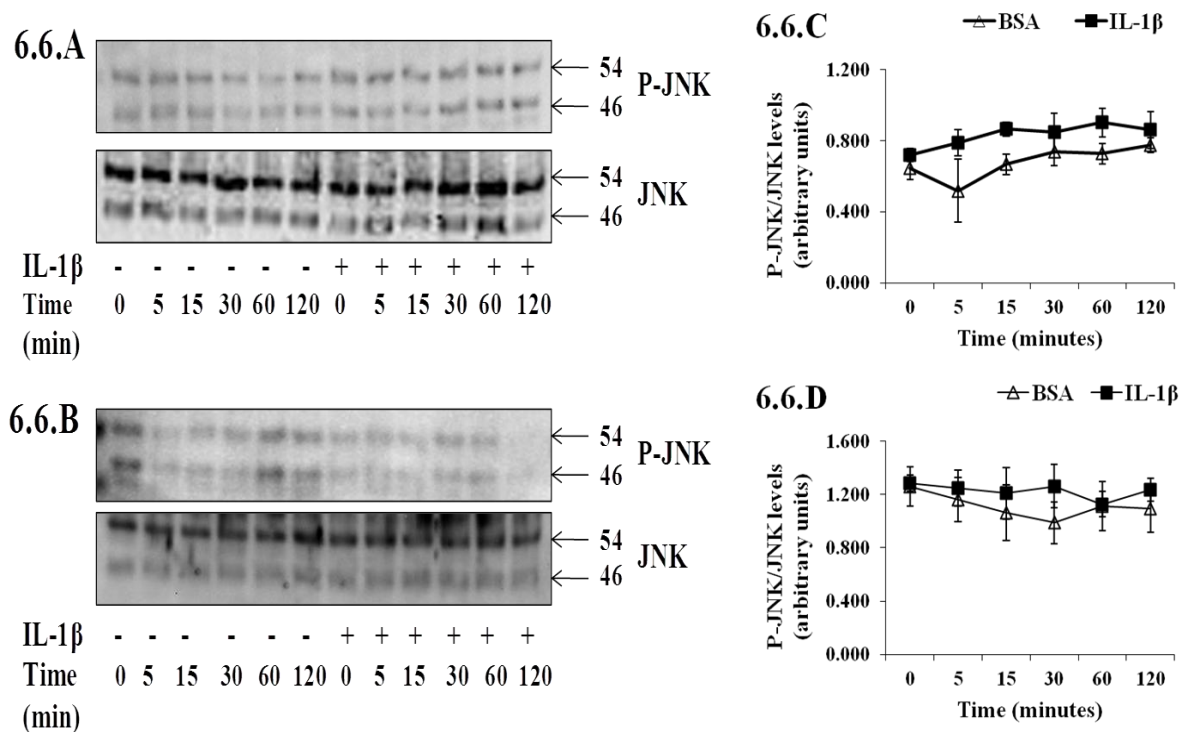 6.6.A
54
46
P-JNK
54
46
JNK
IL-1β - - - - - - + + + + + +
Time 0 5 15 30 60 120 0 5 15 30 60 120
(min)
6.6.B
54
46
P-JNK
54
46
JNK
IL-1β - - - - - - + + + + + +
Time 0 5 15 30 60 120 0 5 15 30 60 120
(min)
6.6.C
BSA IL-1β
P-JNK/JNK levels
(arbitrary units)
1.200
0.800
0.400
0.000
0 5 15 30 60 120
Time (minutes)
6.6.D
BSA IL-1β
P-JNK/JNK levels
(arbitrary units)
1.600
1.200
0.800
0.400
0.000
0 5 15 30 60 120
Time (minutes)